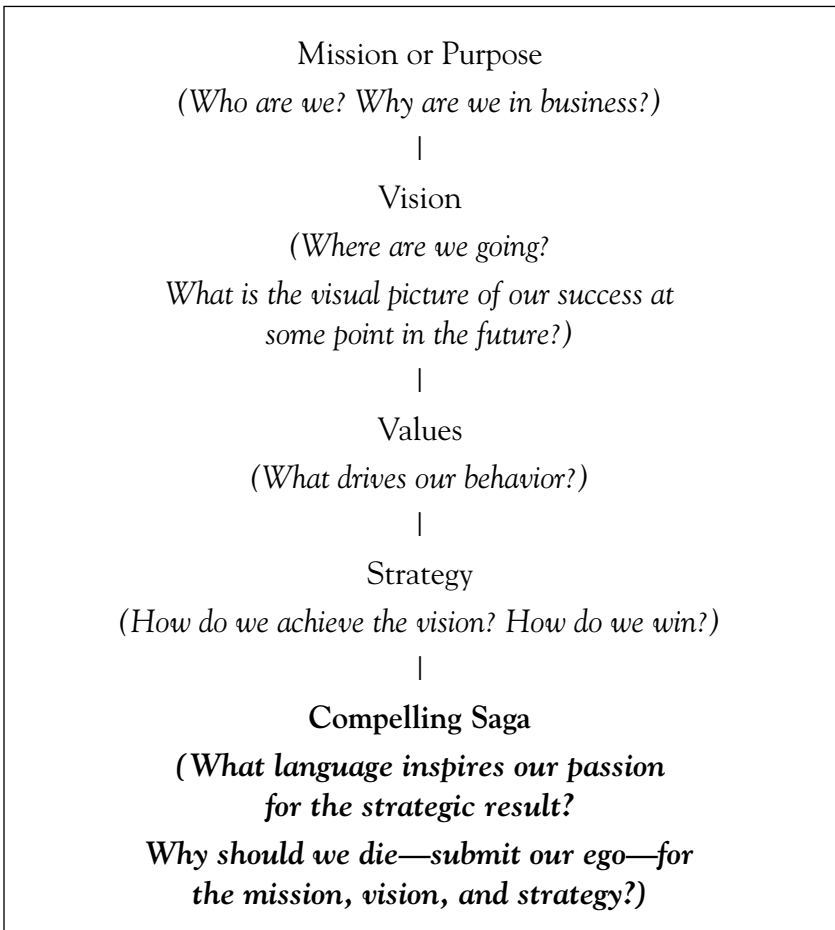 Mission or Purpose
(Who are we? Why are we in business?)
|
Vision
(Where are we going?
What is the visual picture of our success at
some point in the future?)
|
Values
(What drives our behavior?)
|
Strategy
(How do we achieve the vision? How do we win?)
|
Compelling Saga
(What language inspires our passion
for the strategic result?
Why should we die—submit our ego—for
the mission, vision, and strategy?)